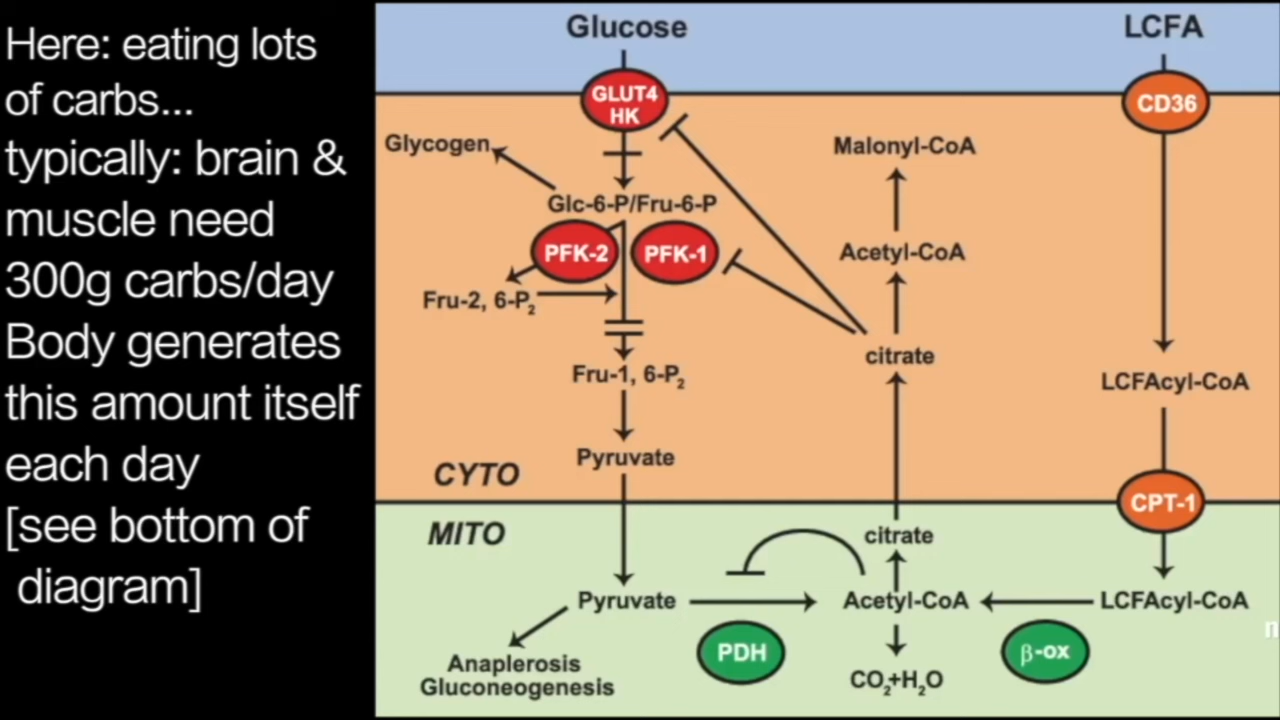 Here: eating lots
of carbs...
typically: brain &
muscle need
300g carbs/day
Body generates
this amount itself
each day
[see bottom of
diagram]
Glucose
LCFA
GLUT4
HK
CD36
Glycogen
Malonyl-CoA
Glc-6-P/Fru-6-P
PFK-2
PFK-1
Acetyl-CoA
Fru-2, 6-P₂
citrate
Fru-1, 6-P₂
LCFAcyl-CoA
Pyruvate
CYTO
CPT-1
MITO
citrate
Pyruvate
Acetyl-CoA
LCFAcyl-CoA
PDH
β-ox
Anaplerosis
Gluconeogenesis
CO₂+H₂O